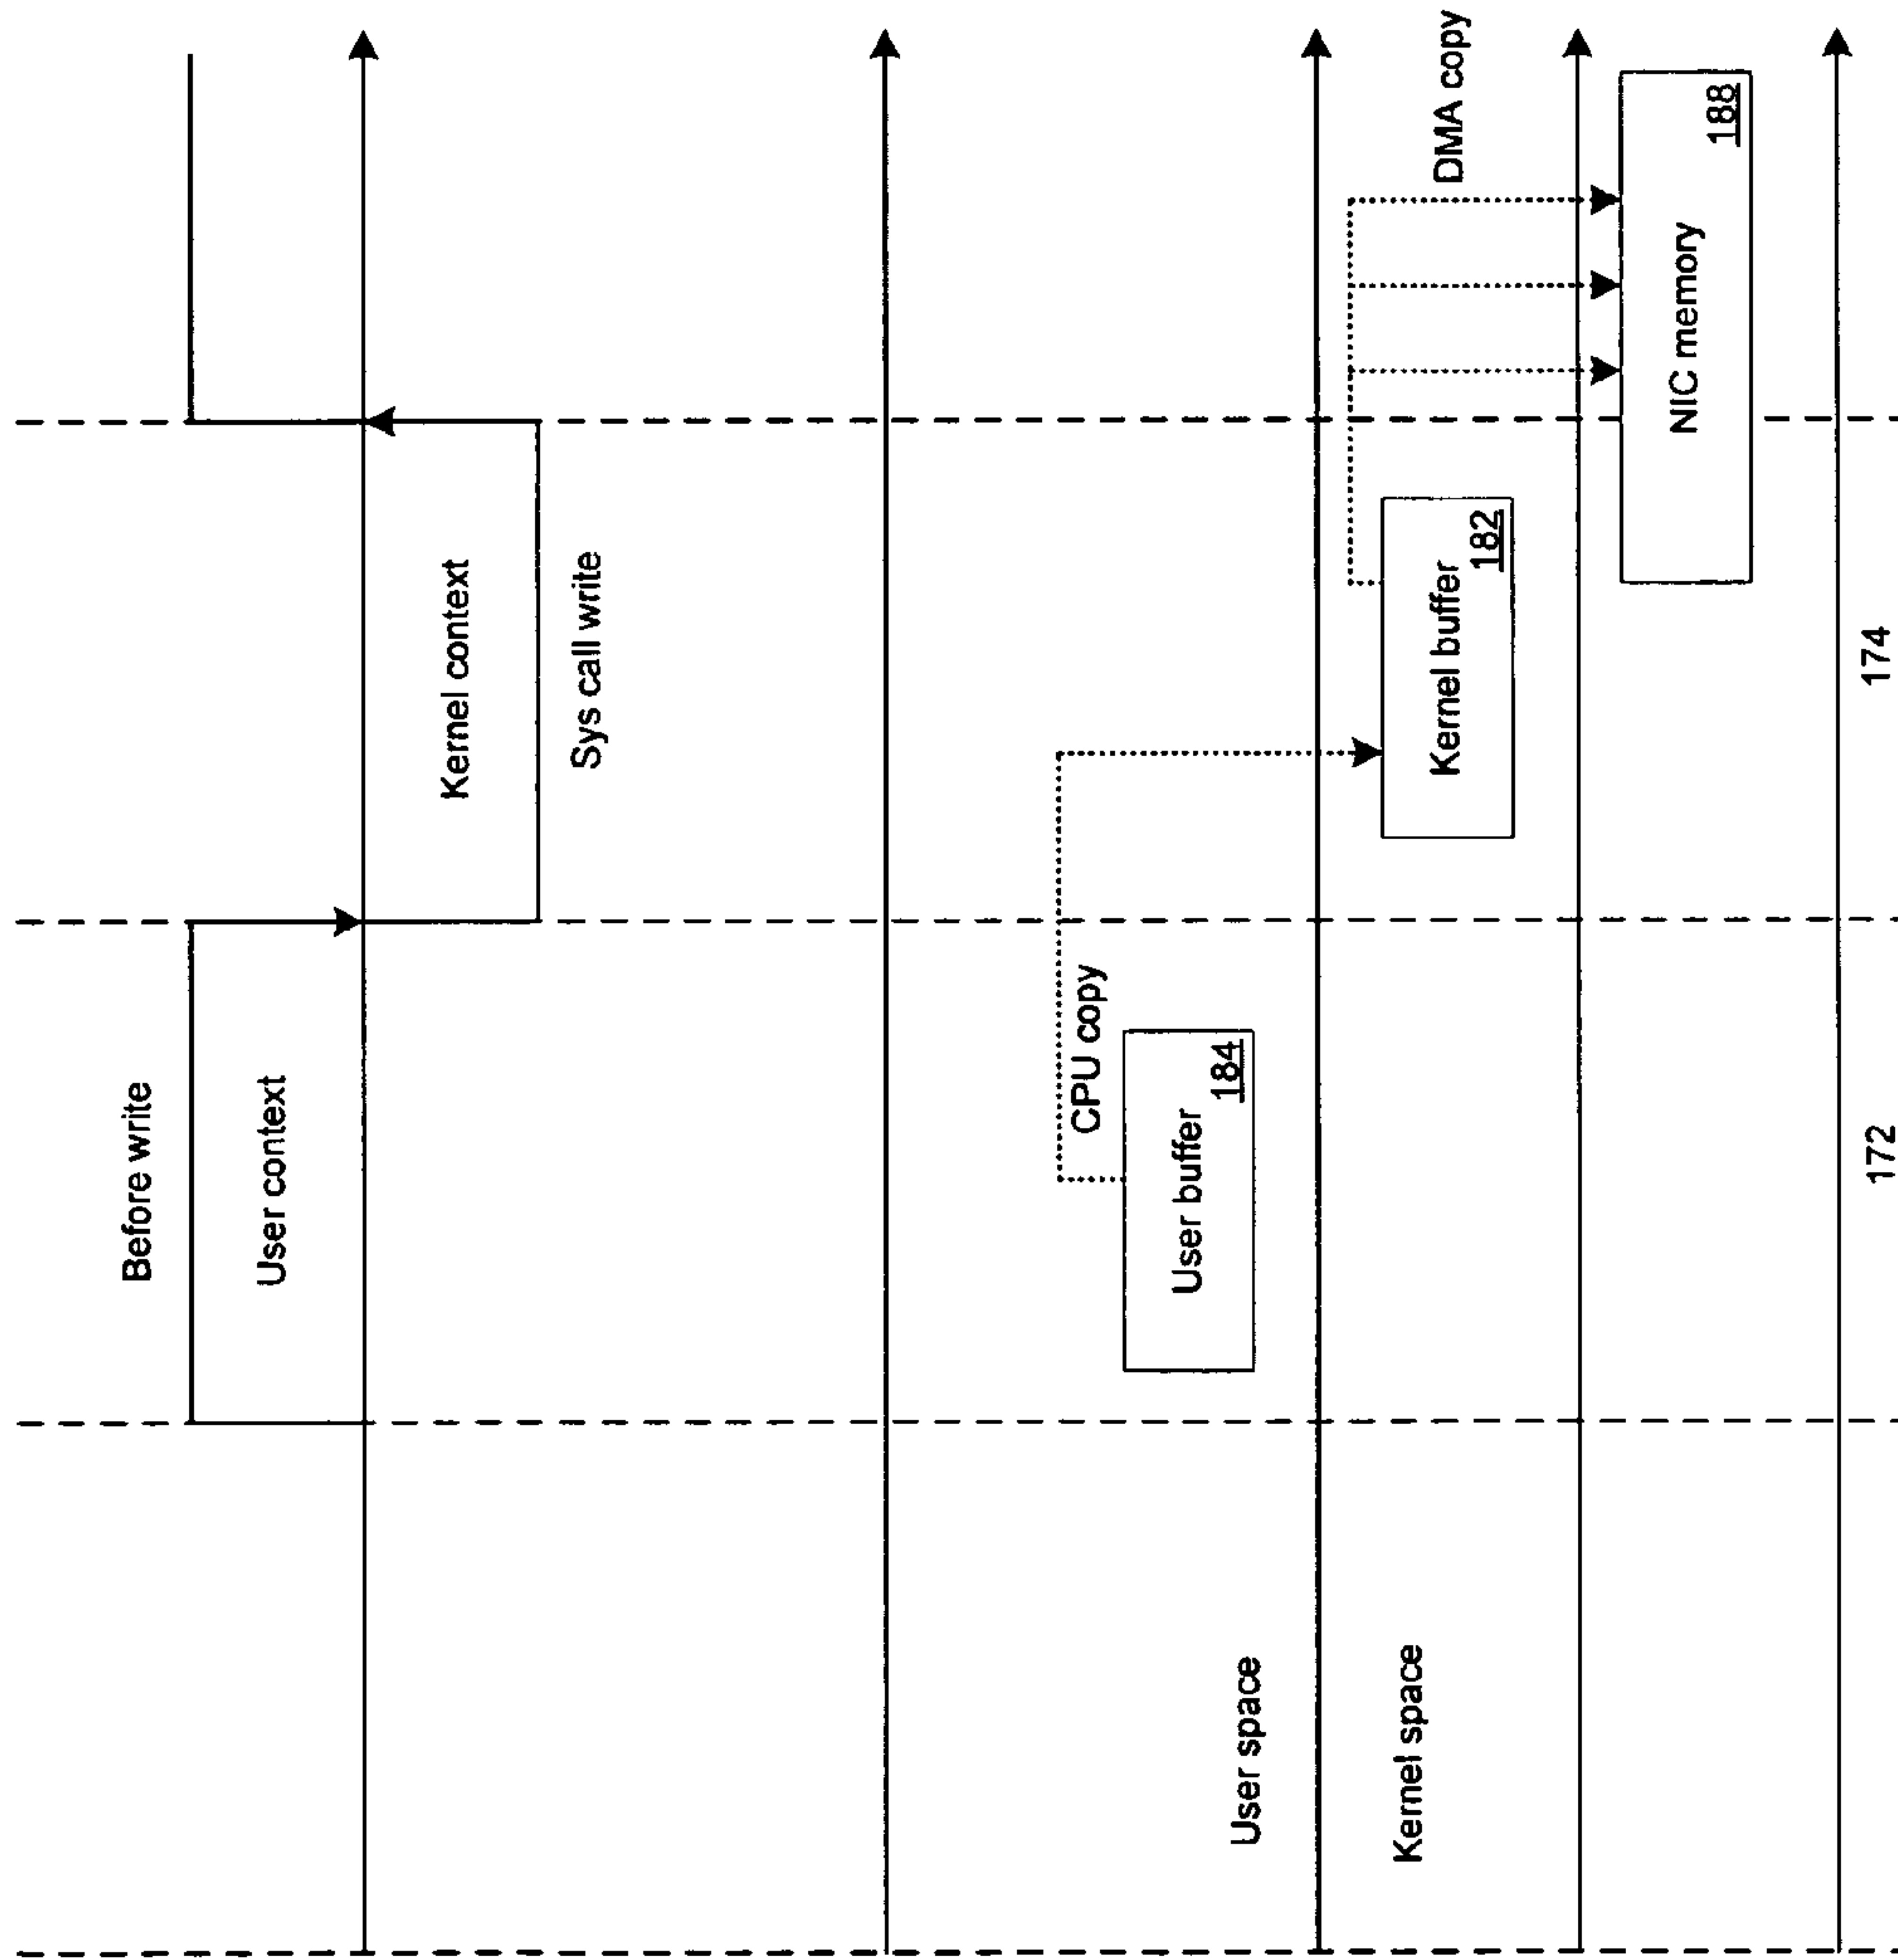 Before write
User context
Kernel context
Sys call write
CPU copy
User buffer
184
User space
Kernel space
Kernel buffer
182
DMA copy
NIC memory
188
172
174